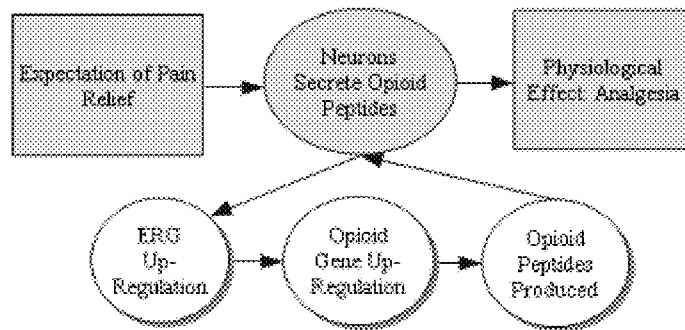 Expectation of Pain
Relief
Neurons
Secrete Opioid
Peptides
Physiological
Effect: Analgesia
ERG
Up-
Regulation
Opioid
Gene Up-
Regulation
Opioid
Peptides
Produced